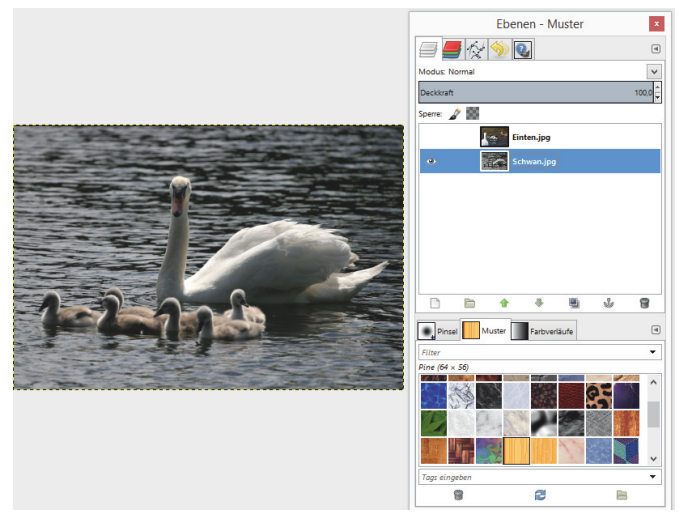 Ebenen - Muster
x
Modus: Normal
Deckkraft 100,0
Sperre:
Einten.jpg
Schwan.jpg
Pinsel Muster Farbverläufe
Filter
Pine (64 × 56)
Tags eingeben